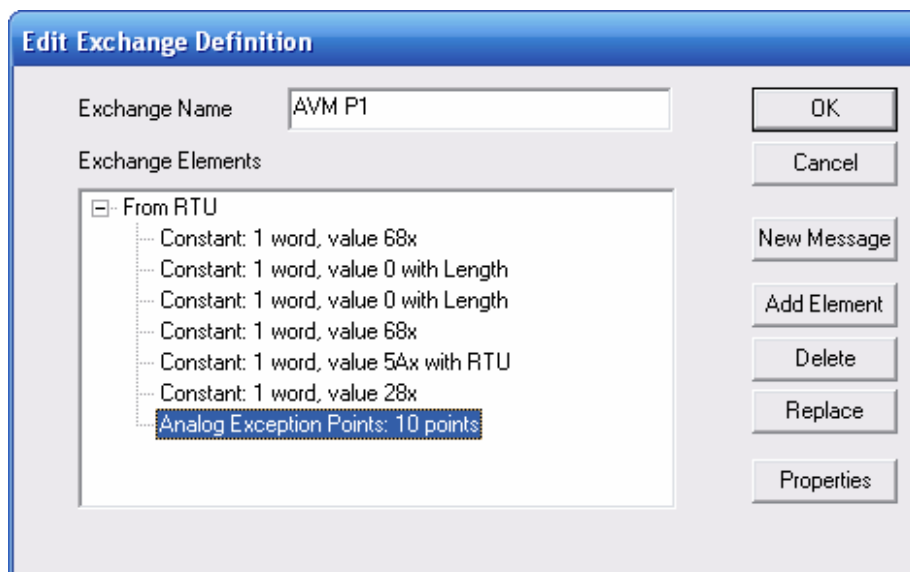 Edit Exchange Definition
Exchange Name
AVM P1
OK
Exchange Elements
Cancel
From RTU
Constant: 1 word, value 68x
Constant: 1 word, value 0 with Length
Constant: 1 word, value 0 with Length
Constant: 1 word, value 68x
Constant: 1 word, value 5Ax with RTU
Constant: 1 word, value 28x
Analog Exception Points: 10 points
New Message
Add Element
Delete
Replace
Properties